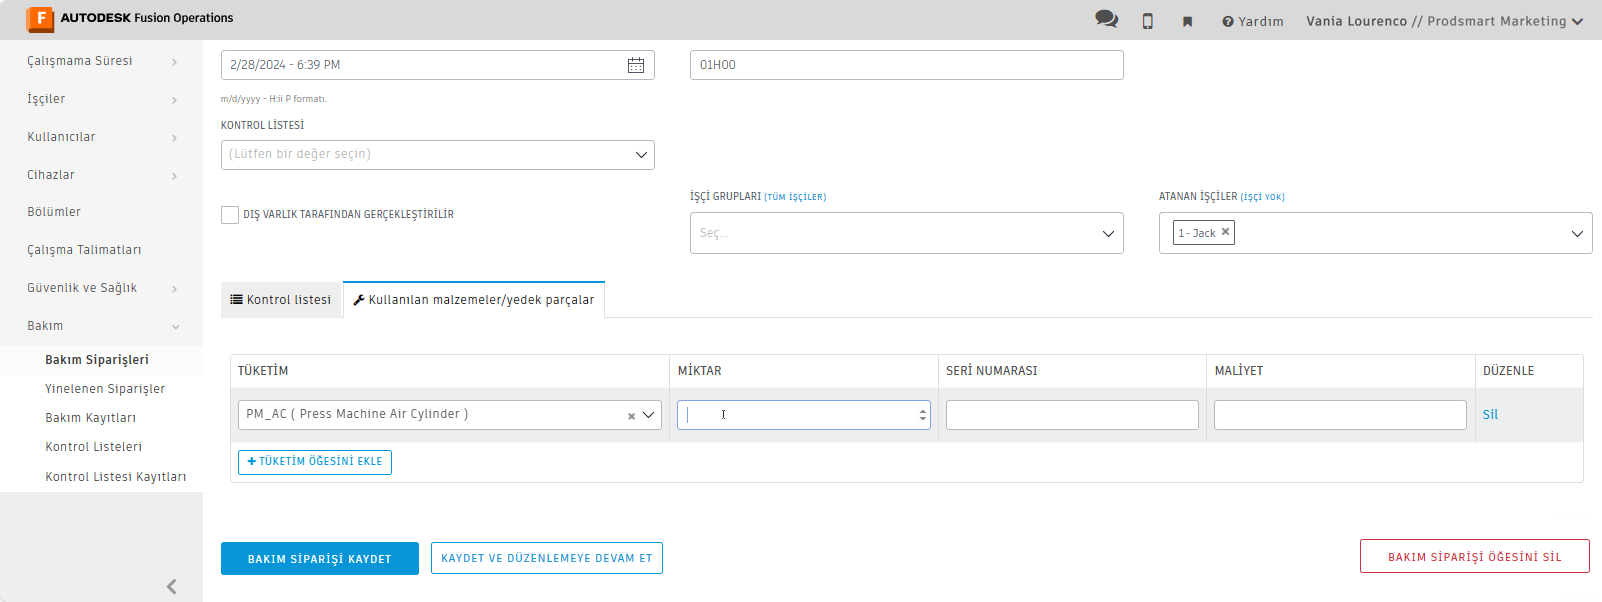 F AUTODESK Fusion Operations
Yardım
Vania Lourenco // Prodsmart Marketing
Çalışmama Süresi
İşçiler
Kullanıcılar
Cihazlar
Bölümler
Çalışma Talimatları
Güvenlik ve Sağlık
Bakım
Bakım Siparişleri
Yinelenen Siparişler
Bakım Kayıtları
Kontrol Listeleri
Kontrol Listesi Kayıtları
2/28/2024 - 6:39 PM
01H00
m/d/yyyy - H:ii P formatı.
KONTROL LİSTESİ
(Lütfen bir değer seçin)
DIŞ VARLIK TARAFINDAN GERÇEKLEŞTİRİLİR
İŞÇİ GRUPLARI (TÜM İŞÇİLER)
Seç...
ATANAN İŞÇİLER (İŞÇİ YOK)
1 - Jack
Kontrol listesi
Kullanılan malzemeler/yedek parçalar
TÜKETİM MİKTAR SERİ NUMARASI MALİYET DÜZENLE
PM_AC ( Press Machine Air Cylinder ) Sil
+ TÜKETİM ÖĞESİNİ EKLE
BAKIM SİPARİŞİ KAYDET
KAYDET VE DÜZENLEMEYE DEVAM ET
BAKIM SİPARİŞİ ÖĞESİNİ SİL